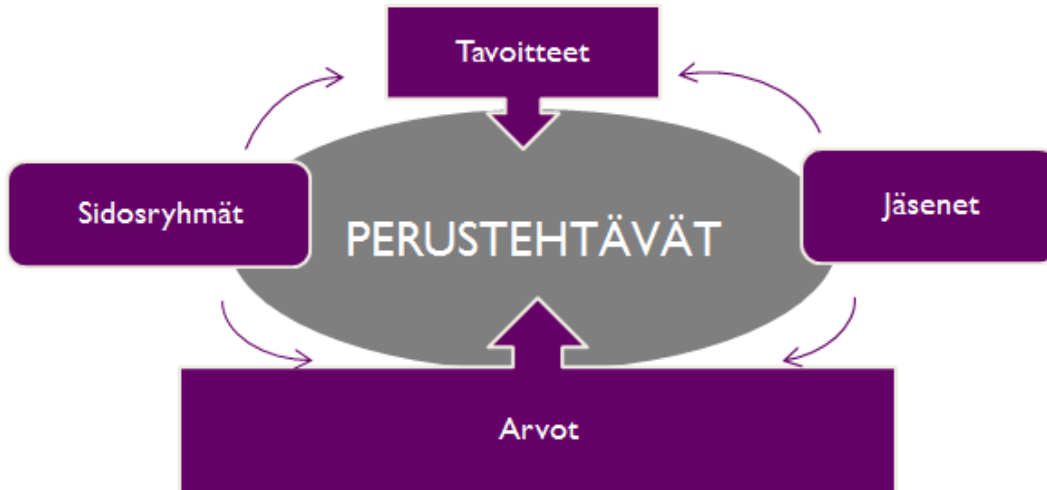 Tavoitteet
Sidosryhmät
PERUSTEHTÄVÄT
Jäsenet
Arvot